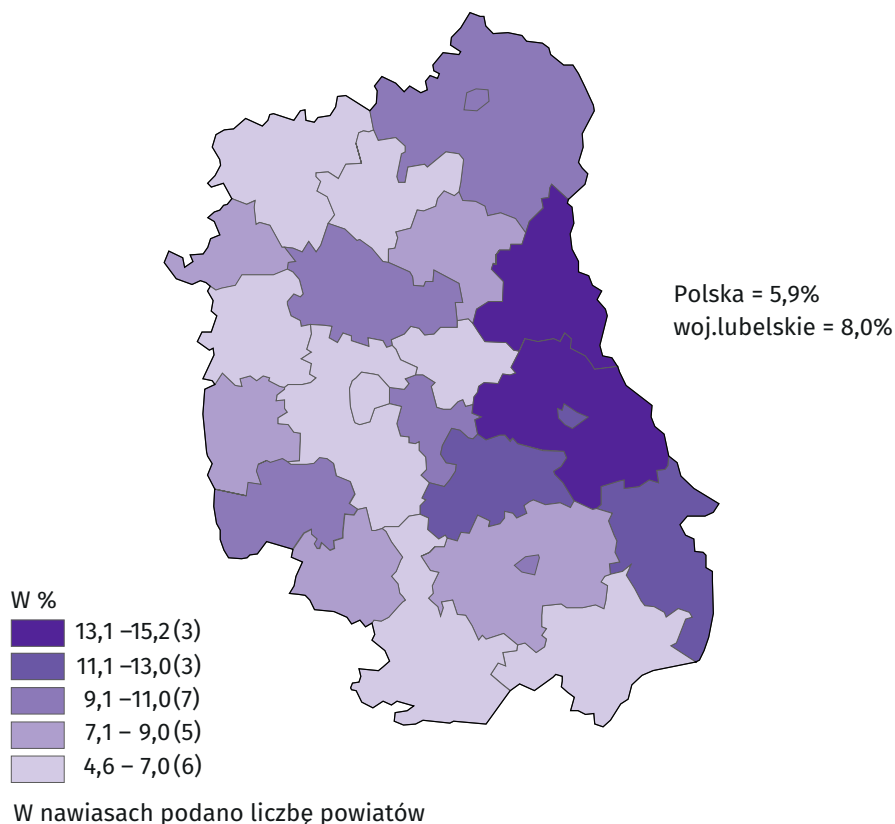 Polska = 5,9%
woj.lubelskie = 8,0%
W %
13,1 –15,2(3)
11,1 –13,0(3)
9,1 –11,0(7)
7,1 – 9,0(5)
4,6 – 7,0(6)
W nawiasach podano liczbę powiatów